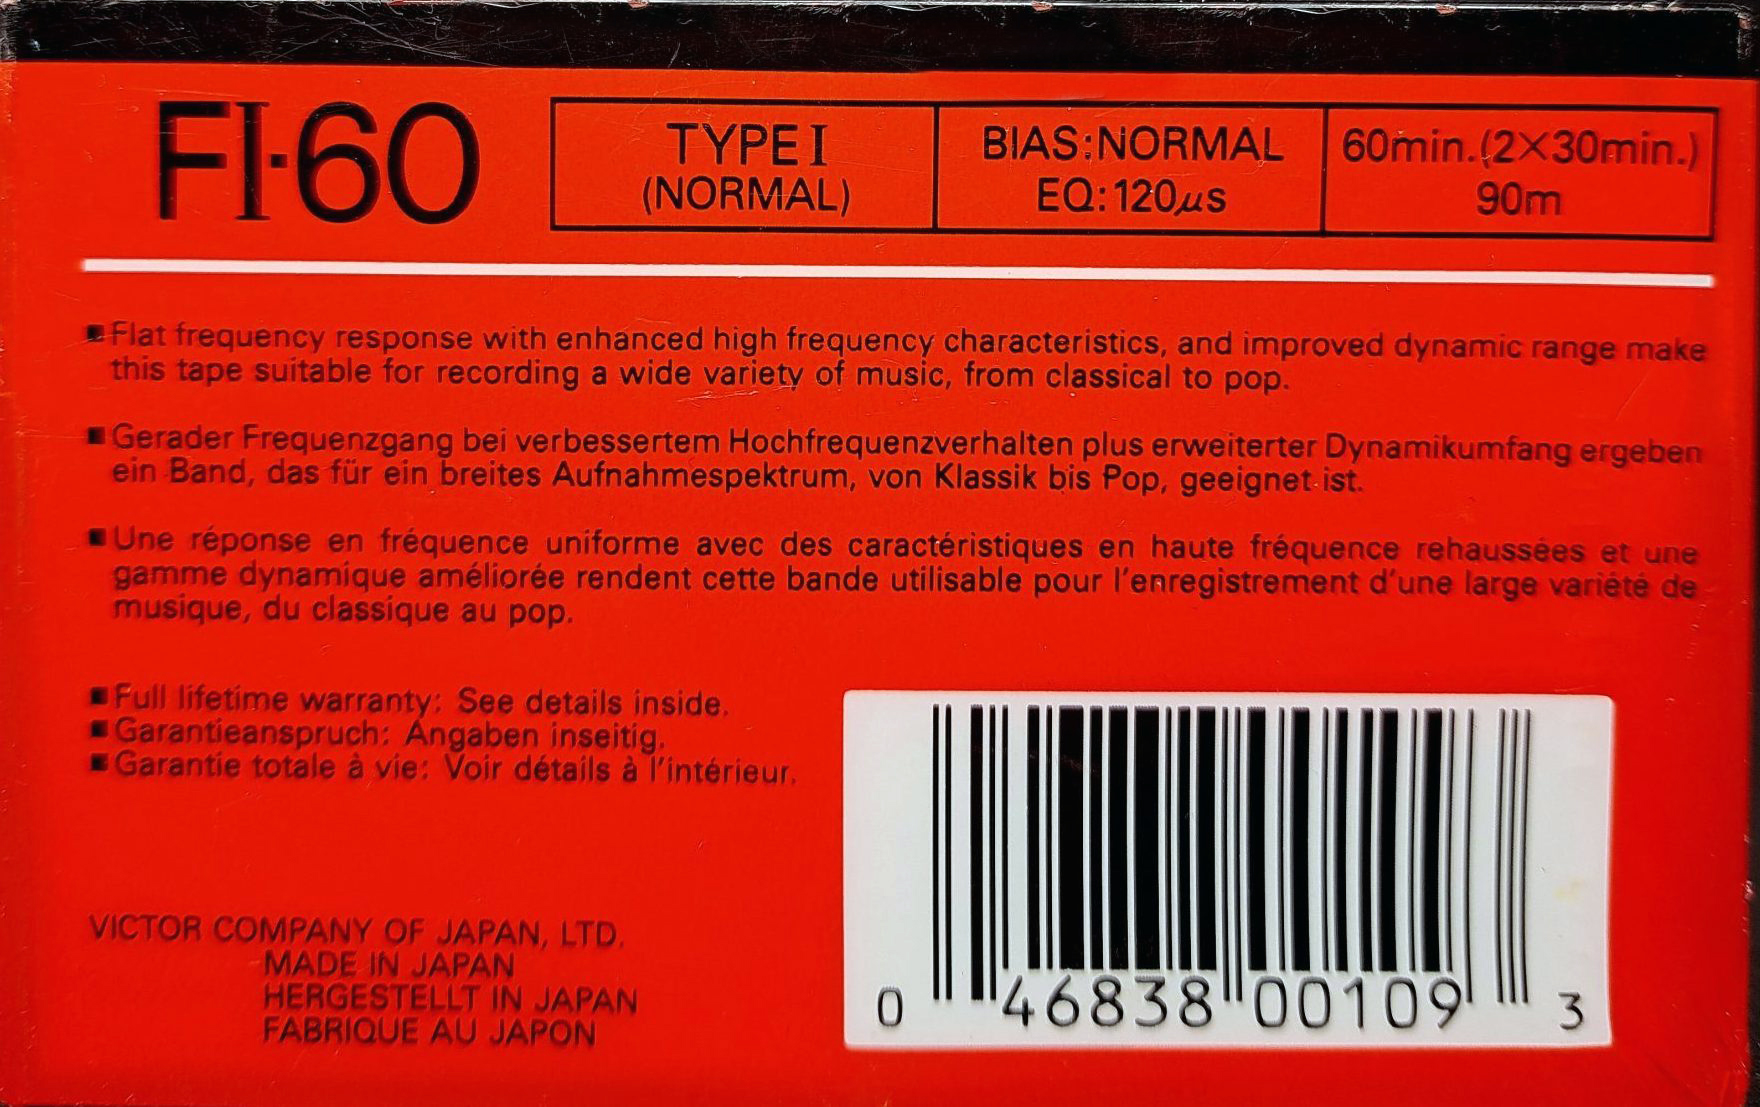 FI·60
TYPE I
(NORMAL)
BIAS:NORMAL
EQ:120μs
60min.(2×30min.)
90m
■ Flat frequency response with enhanced high frequency characteristics, and improved dynamic range make
this tape suitable for recording a wide variety of music, from classical to pop.
■ Gerader Frequenzgang bei verbessertem Hochfrequenzverhalten plus erweiterter Dynamikumfang ergeben
ein Band, das für ein breites Aufnahmespektrum, von Klassik bis Pop, geeignet ist.
■ Une réponse en fréquence uniforme avec des caractéristiques en haute fréquence rehaussées et une
gamme dynamique améliorée rendent cette bande utilisable pour l'enregistrement d'une large variété de
musique, du classique au pop.
■ Full lifetime warranty: See details inside.
■ Garantieanspruch: Angaben inseitig.
■ Garantie totale à vie: Voir détails à l'intérieur.
VICTOR COMPANY OF JAPAN, LTD.
MADE IN JAPAN
HERGESTELLT IN JAPAN
FABRIQUE AU JAPON
0 46838 00109 3